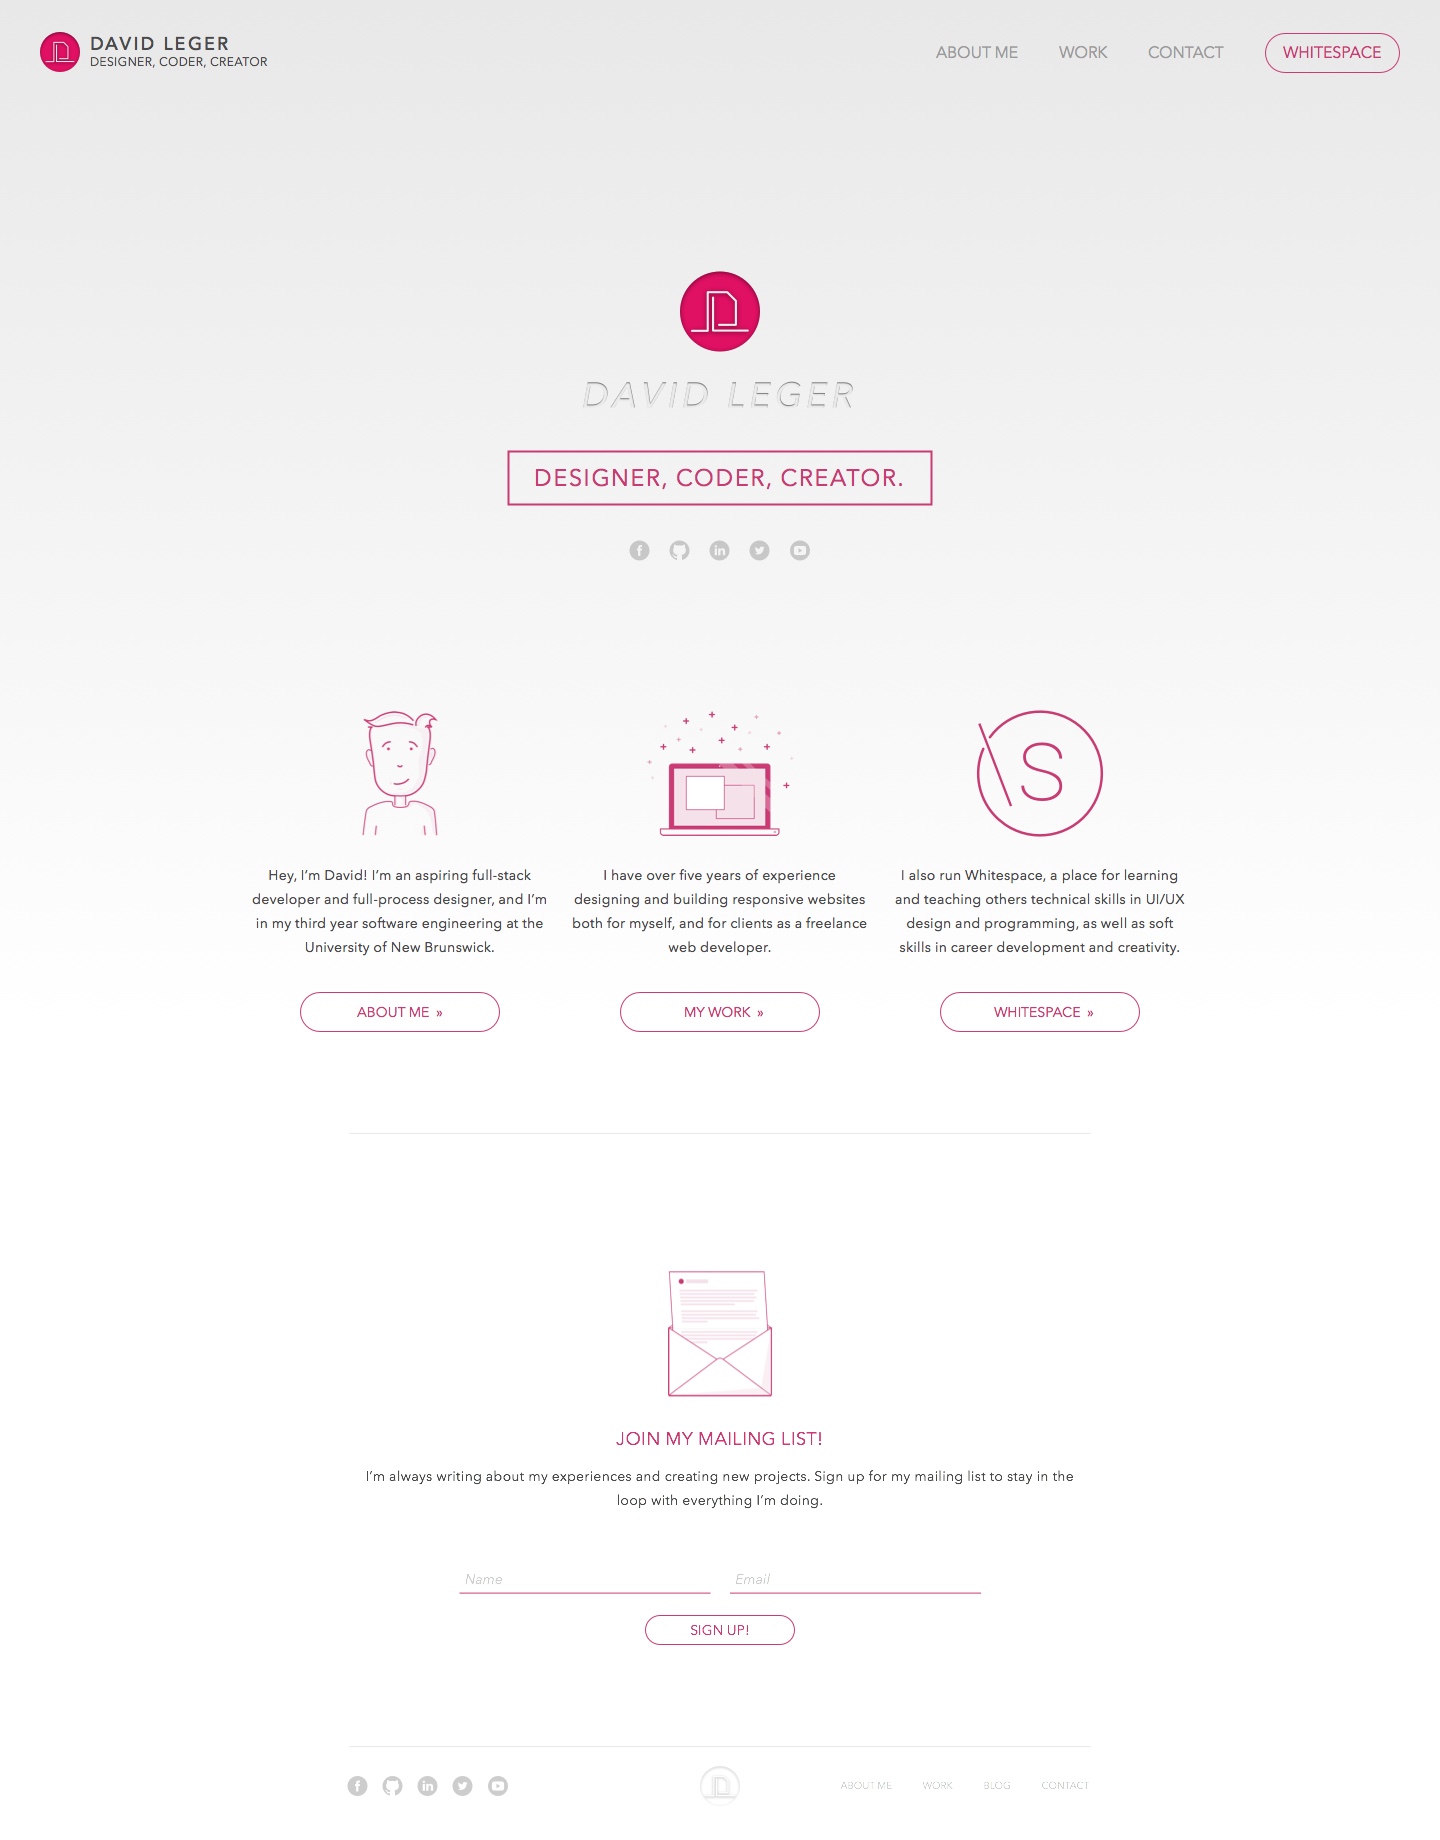 DAVID LEGER
DESIGNER, CODER, CREATOR
ABOUT ME
WORK
CONTACT
WHITESPACE
DAVID LEGER
DESIGNER, CODER, CREATOR.
Hey, I’m David! I’m an aspiring full-stack
developer and full-process designer, and I’m
in my third year software engineering at the
University of New Brunswick.
ABOUT ME »
I have over five years of experience
designing and building responsive websites
both for myself, and for clients as a freelance
web developer.
MY WORK »
\S
I also run Whitespace, a place for learning
and teaching others technical skills in UI/UX
design and programming, as well as soft
skills in career development and creativity.
WHITESPACE »
JOIN MY MAILING LIST!
I’m always writing about my experiences and creating new projects. Sign up for my mailing list to stay in the
loop with everything I’m doing.
Name
Email
SIGN UP!
ABOUT ME
WORK
BLOG
CONTACT